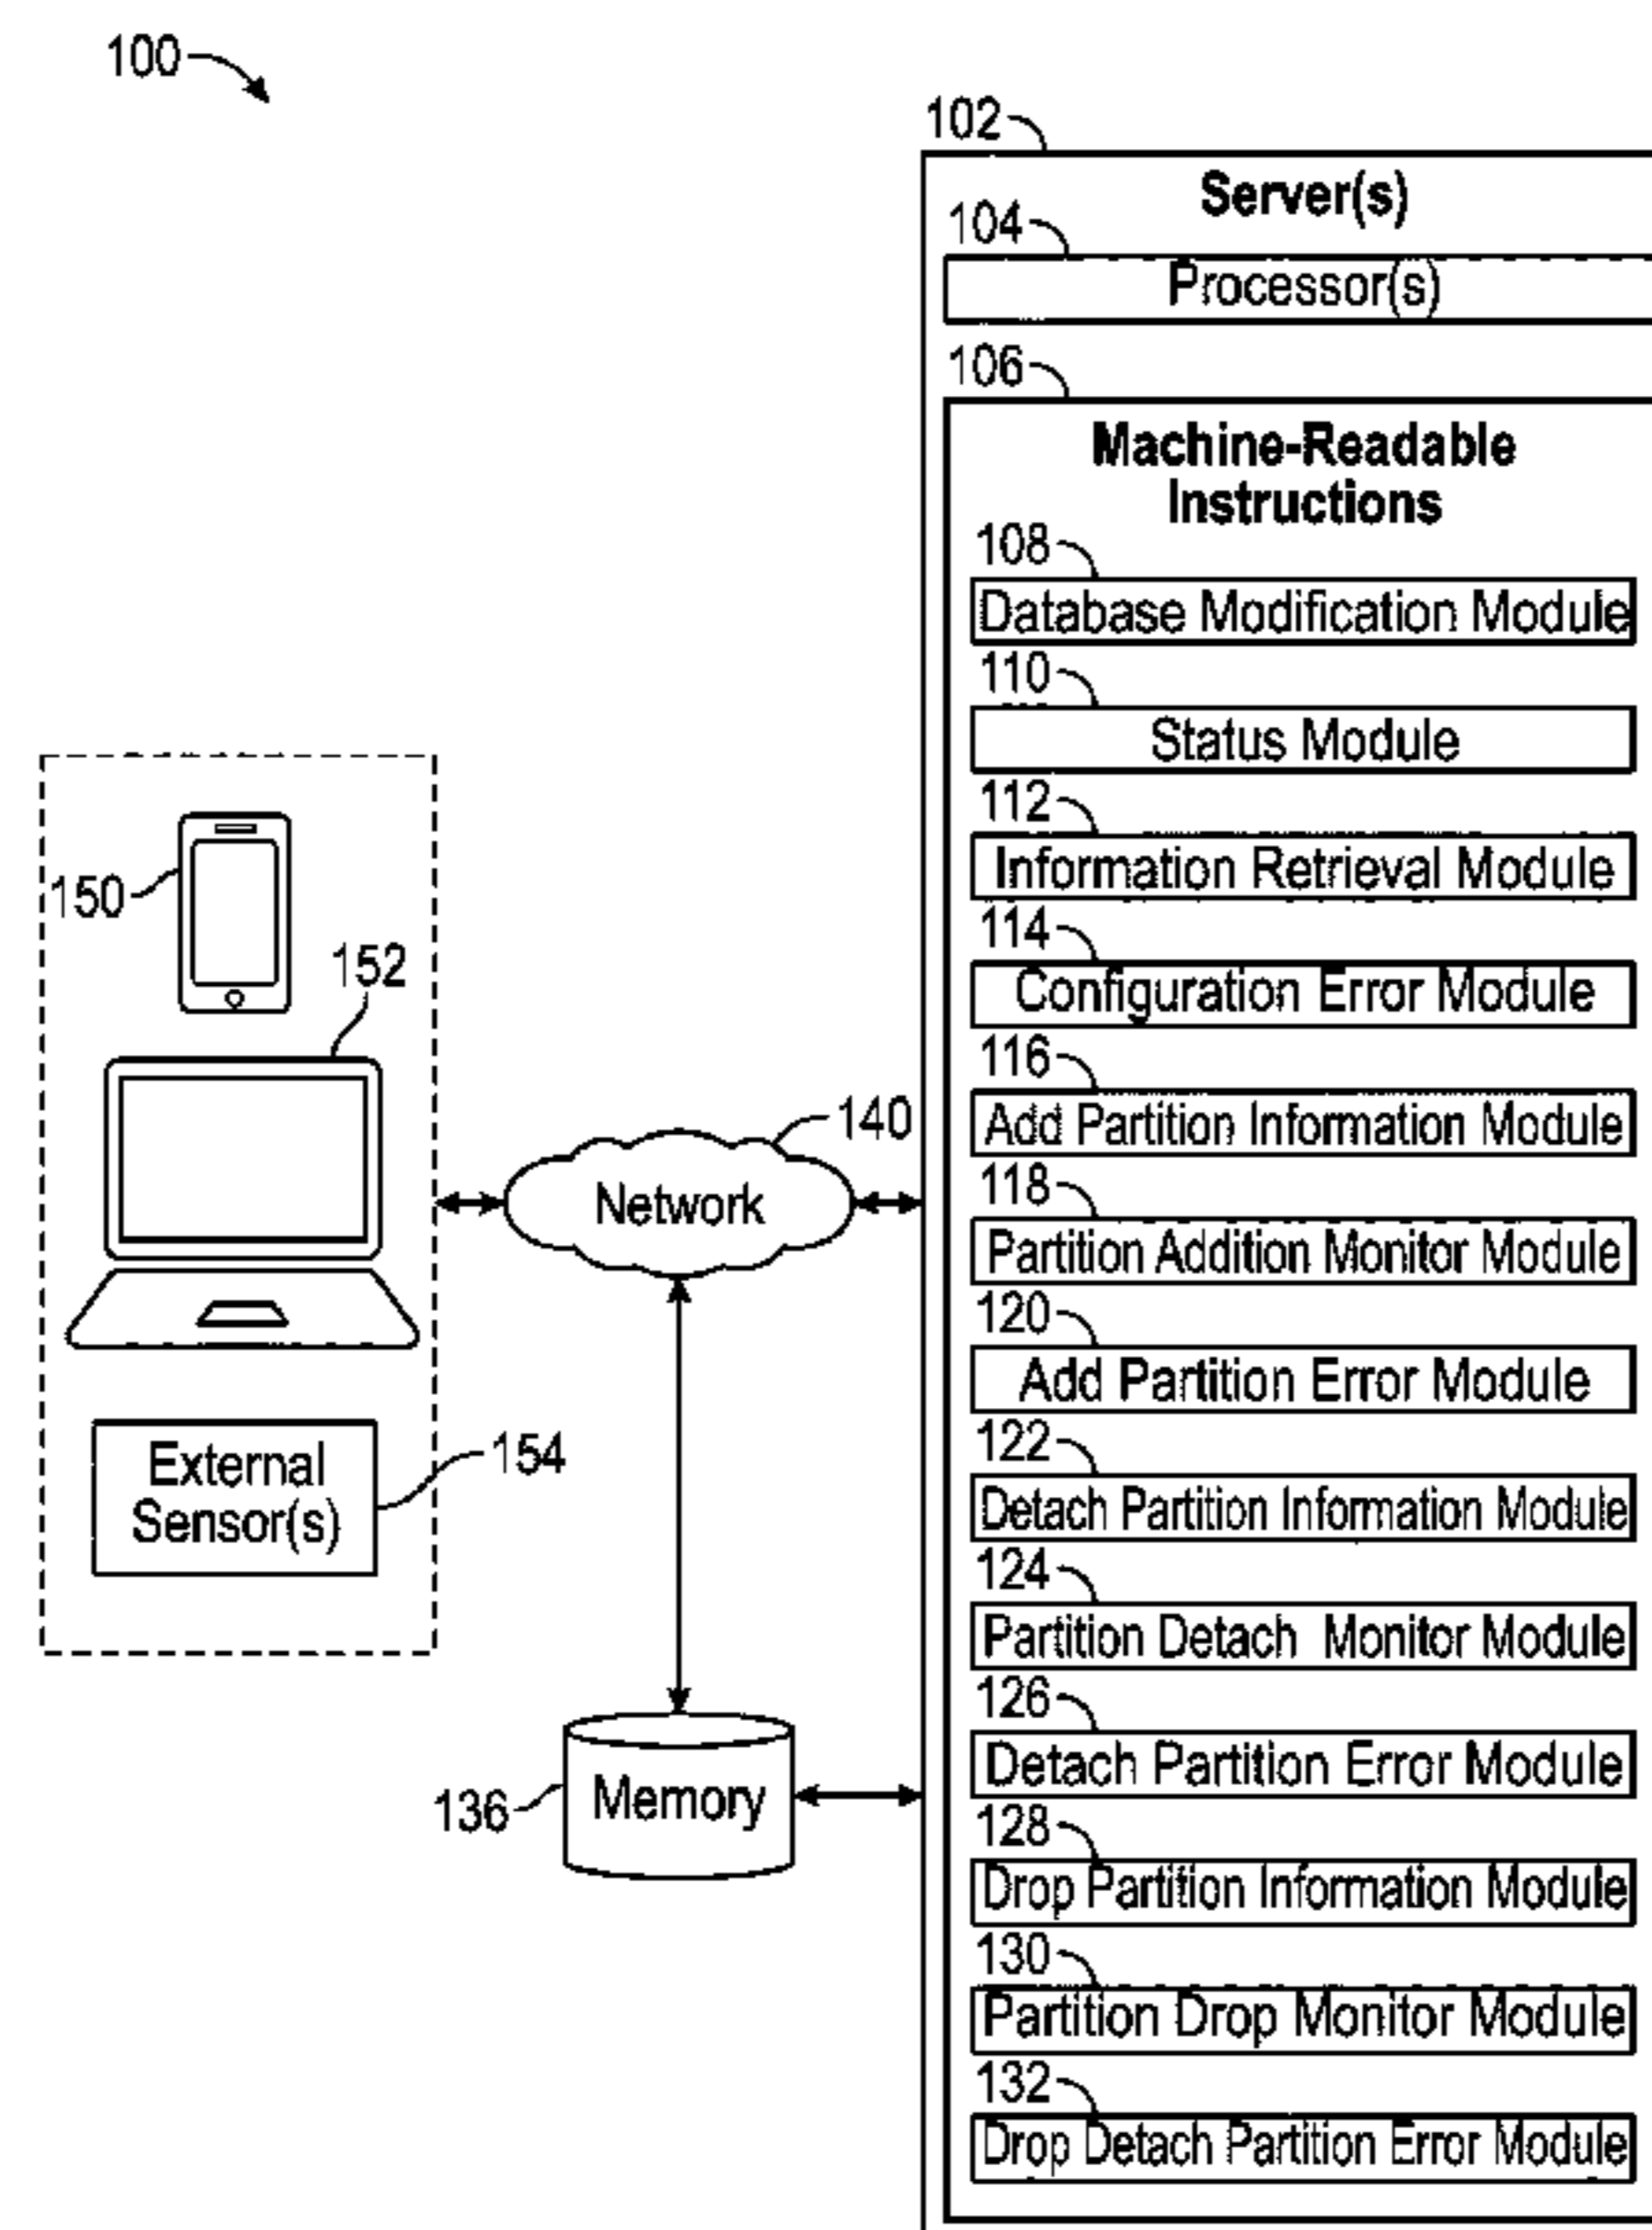 100
102
Server(s)
104
Processor(s)
106
Machine-Readable
Instructions
108
Database Modification Module
110
Status Module
112
Information Retrieval Module
114
Configuration Error Module
116
Add Partition Information Module
118
Partition Addition Monitor Module
120
Add Partition Error Module
122
Detach Partition Information Module
124
Partition Detach Monitor Module
126
Detach Partition Error Module
128
Drop Partition Information Module
130
Partition Drop Monitor Module
132
Drop Detach Partition Error Module
150
152
External
Sensor(s)
154
140
Network
136
Memory